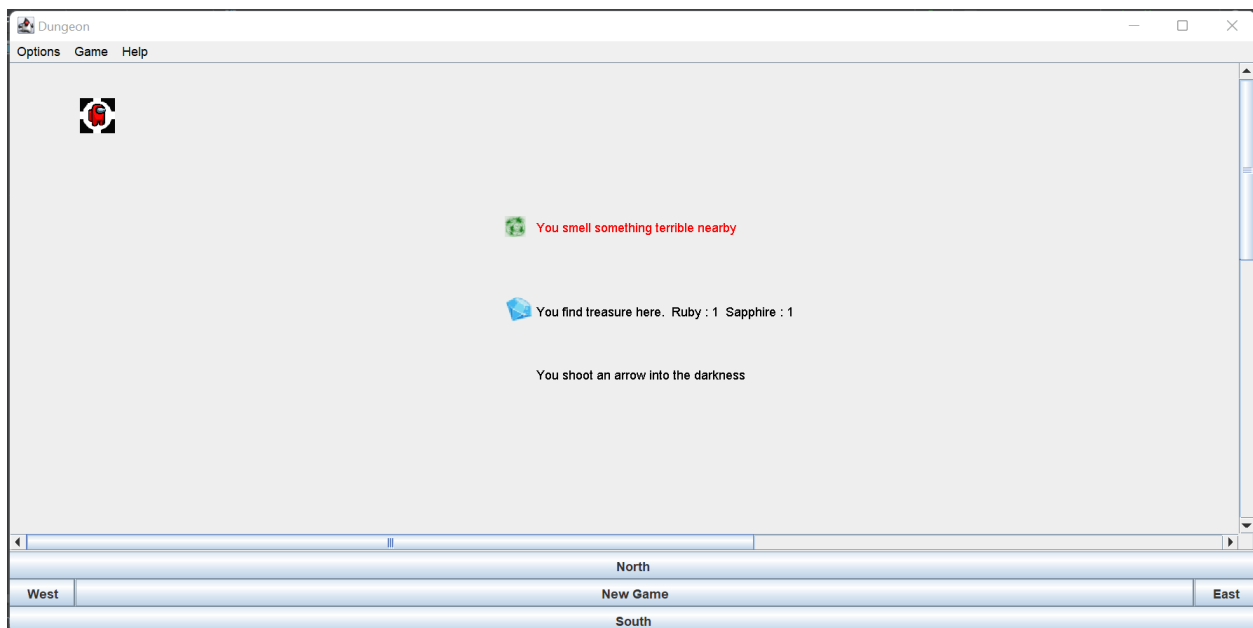 Dungeon
Options Game Help
You smell something terrible nearby
You find treasure here. Ruby : 1 Sapphire : 1
You shoot an arrow into the darkness
North
West New Game East
South